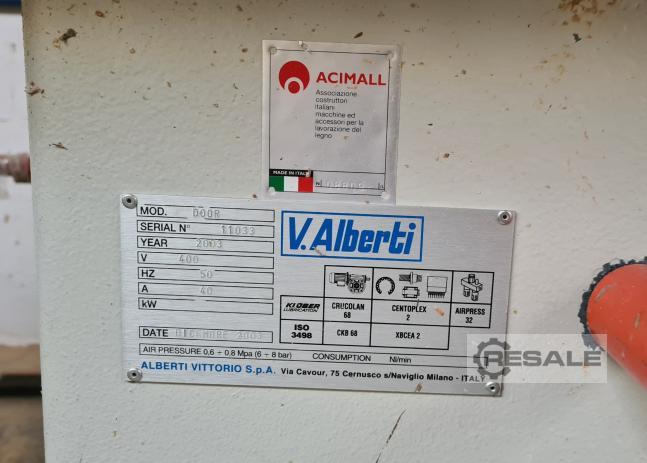 ACIMALL
Associazione
costruttori
italiani
macchine ed
accessori per la
lavorazione del
legno
MADE IN ITALY
N
MOD. DOOR
SERIAL N° 11033
YEAR 2003
V 400
HZ 50
A 40
kW
DATE DICEMBRE 2003
V. Alberti
KLÜBER
LUBRICATION
CRUCOLAN
68
CENTOPLEX
2
AIRPRESS
32
ISO
3498
CKB 68
XBCEA 2
AIR PRESSURE 0,6 ÷ 0,8 Mpa (6 ÷ 8 bar) CONSUMPTION Nl/min
ALBERTI VITTORIO S.p.A. Via Cavour, 75 Cernusco s/Naviglio Milano - ITALY
RESALE